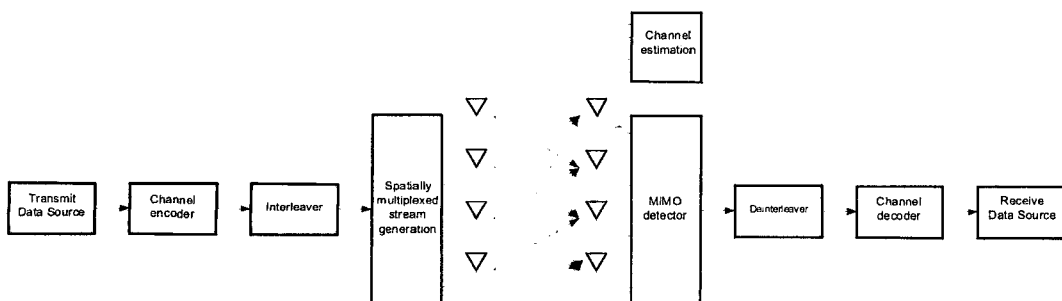 Channel
estimation
Transmit
Data Source
Channel
encoder
Interleaver
Spatially
multiplexed
stream
generation
MIMO
detector
Deinterleaver
Channel
decoder
Receive
Data Source